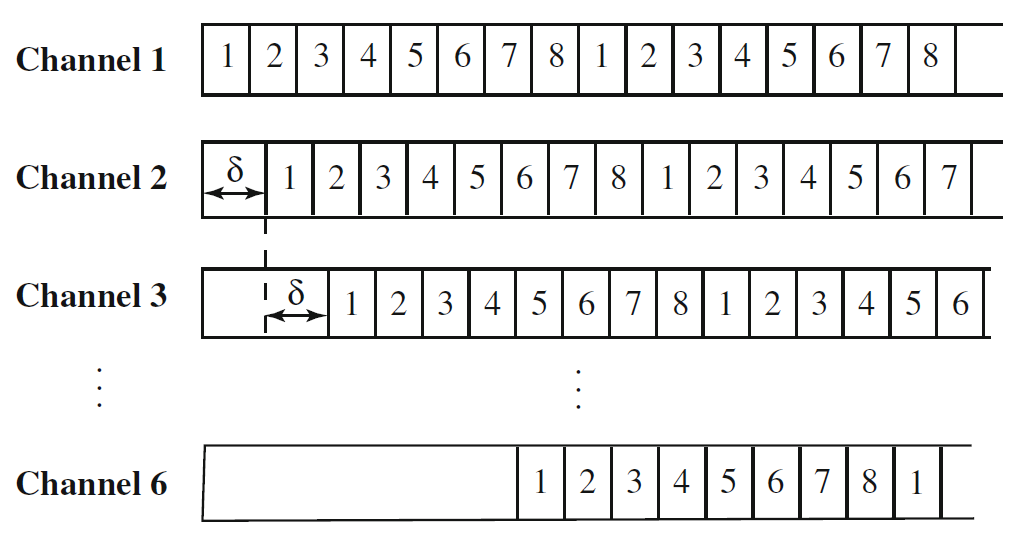 Channel 1 1 2 3 4 5 6 7 8 1 2 3 4 5 6 7 8
Channel 2 δ 1 2 3 4 5 6 7 8 1 2 3 4 5 6 7
Channel 3 δ 1 2 3 4 5 6 7 8 1 2 3 4 5 6
Channel 6 1 2 3 4 5 6 7 8 1